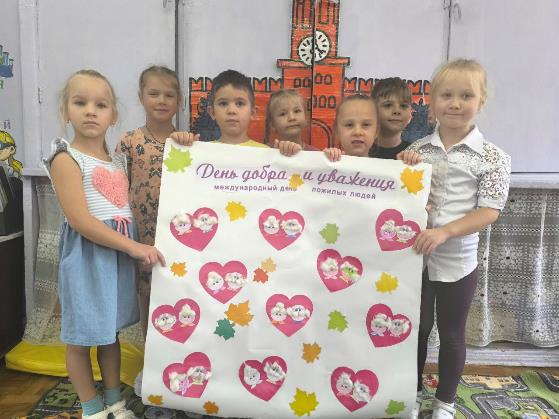 День добра и уважения
международный день пожилых людей